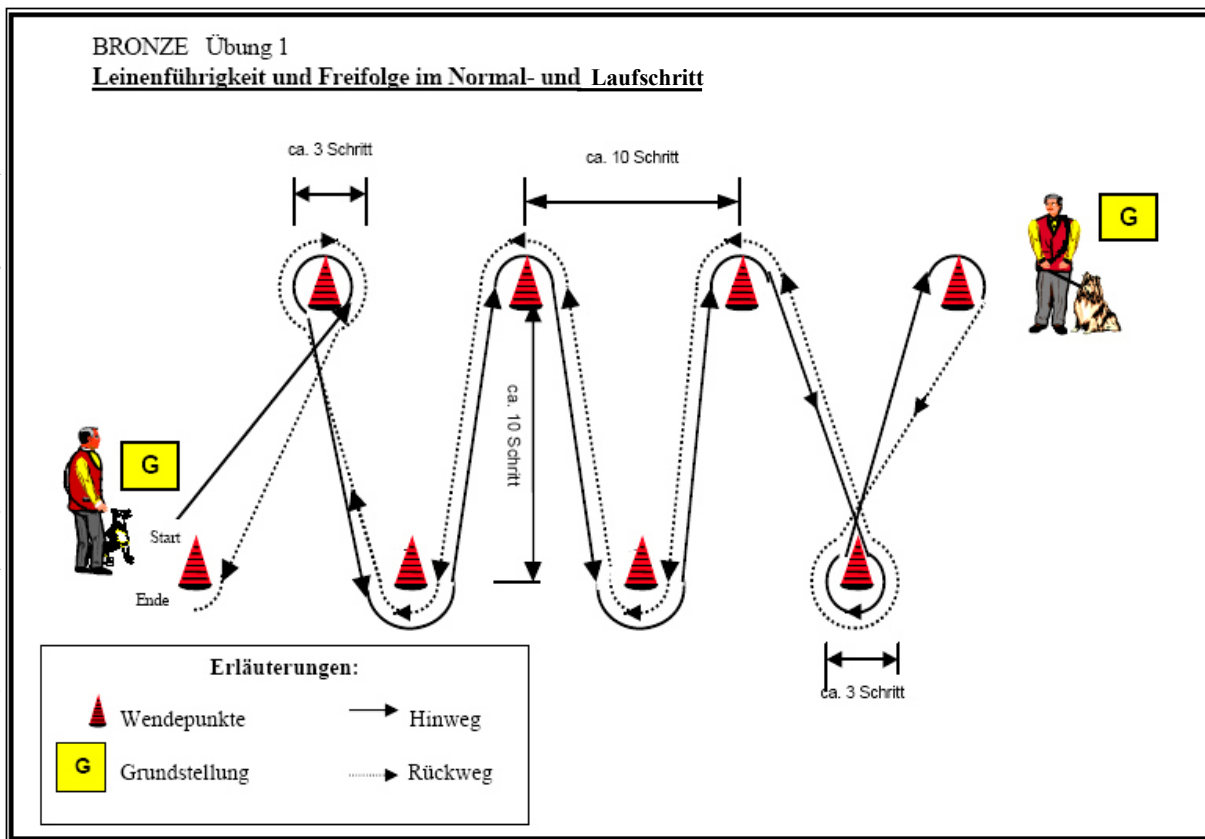 BRONZE Übung 1
Leinenführigkeit und Freifolge im Normal- und Laufschritt
ca. 3 Schritt
ca. 10 Schritt
G
ca. 10 Schritt
G
Start
Ende
ca. 3 Schritt
Erläuterungen:
Wendepunkte
Hinweg
G
Grundstellung
Rückweg